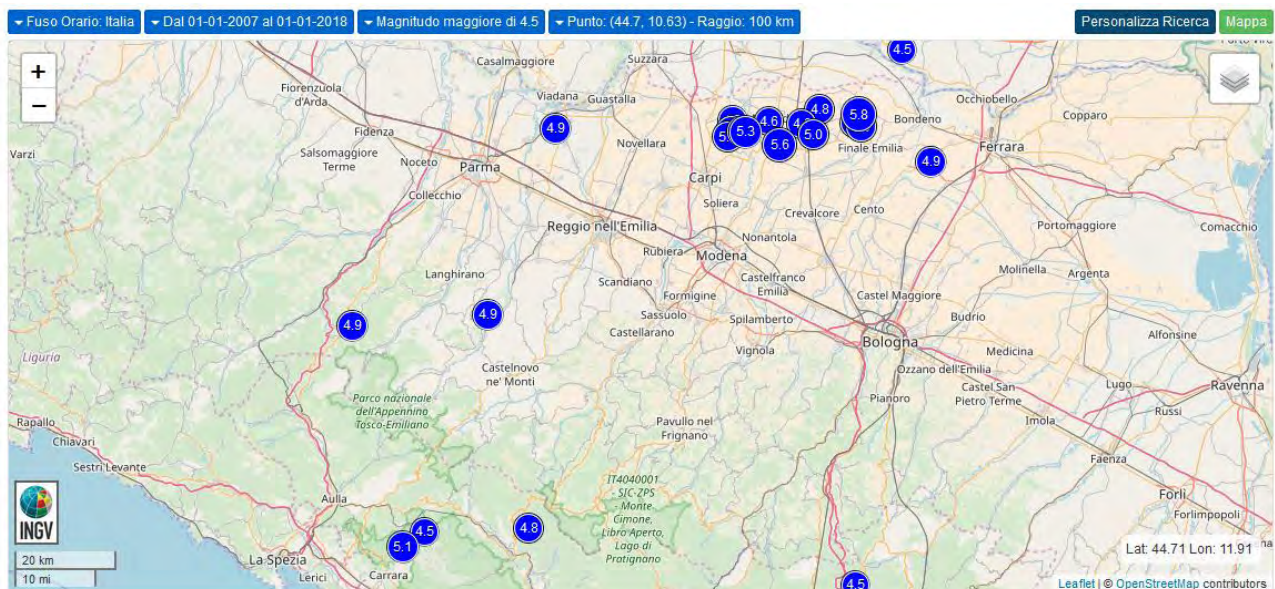 Fuso Orario: Italia
Dal 01-01-2007 al 01-01-2018
Magnitudo maggiore di 4.5
Punto: (44.7, 10.63) - Raggio: 100 km
Personalizza Ricerca
Mappa
+
−
4.5
Casalmaggiore
Suzzara
Fiorenzuola
d'Arda
Viadana
Guastalla
Occhiobello
Copparo
4.8
5.8
4.6
4.9
5.3
5.0
5.6
Bondeno
Finale Emilia
Ferrara
Fidenza
Novellara
Varzi
Salsomaggiore
Terme
Noceto
Parma
4.9
Carpi
Collecchio
Soliera
Crevalcore
Cento
Portomaggiore
Comacchio
Reggio nell'Emilia
Nonantola
Rubiera
Modena
Langhirano
Scandiano
Castelfranco
Emilia
Molinella
Argenta
Formigine
Castel Maggiore
4.9
4.9
Sassuolo
Spilamberto
Budrio
Castellarano
Alfonsine
Liguria
Vignola
Bologna
Medicina
Castelnovo
ne' Monti
Ozzano dell'Emilia
Castel San
Pietro Terme
Lugo
Ravenna
Parco nazionale
dell'Appennino
Tosco-Emiliano
Pianoro
Russi
Rapallo
Pavullo nel
Frignano
Imola
Chiavari
Faenza
Sestri Levante
IT4040001
- SIC-ZPS
- Monte
Cimone,
Libro Aperto,
Lago di
Pratignano
Forlì
Aulla
Forlimpopoli
INGV
4.5
4.8
5.1
20 km
10 mi
La Spezia
Lerici
Carrara
4.5
Lat: 44.71 Lon: 11.91
Leaflet | © OpenStreetMap contributors